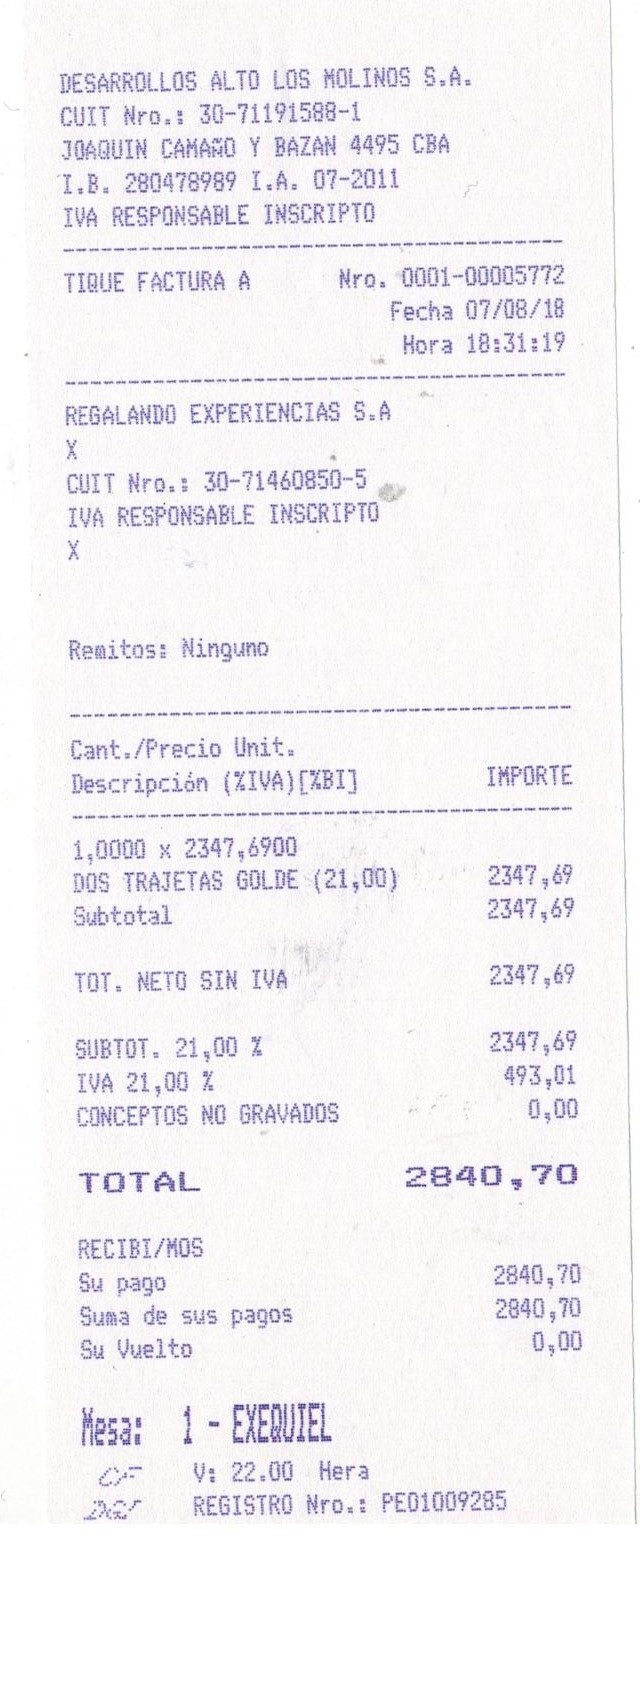 DESARROLLOS ALTO LOS MOLINOS S.A.
CUIT Nro.: 30-71191588-1
JOAQUIN CAMAÑO Y BAZAN 4495 CBA
I.B. 280478989 I.A. 07-2011
IVA RESPONSABLE INSCRIPTO
TIQUE FACTURA A Nro. 0001-00005772
Fecha 07/08/18
Hora 18:31:19
REGALANDO EXPERIENCIAS S.A
X
CUIT Nro.: 30-71460850-5
IVA RESPONSABLE INSCRIPTO
X
Remitos: Ninguno
Cant./Precio Unit.
Descripción (%IVA)[%BI] IMPORTE
1,0000 x 2347,6900
DOS TRAJETAS GOLDE (21,00) 2347,69
Subtotal 2347,69
TOT. NETO SIN IVA 2347,69
SUBTOT. 21,00 % 2347,69
IVA 21,00 % 493,01
CONCEPTOS NO GRAVADOS 0,00
TOTAL 2840,70
RECIBI/MOS
Su pago 2840,70
Suma de sus pagos 2840,70
Su Vuelto 0,00
Mesa: 1 - EXEQUIEL
CF V: 22.00 Hera
DGI REGISTRO Nro.: PEO1009285